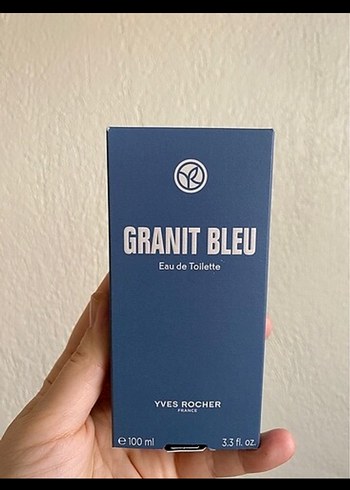 GRANIT BLEU
Eau de Toilette
YVES ROCHER
FRANCE
℮ 100 ml 3.3 fl. oz.